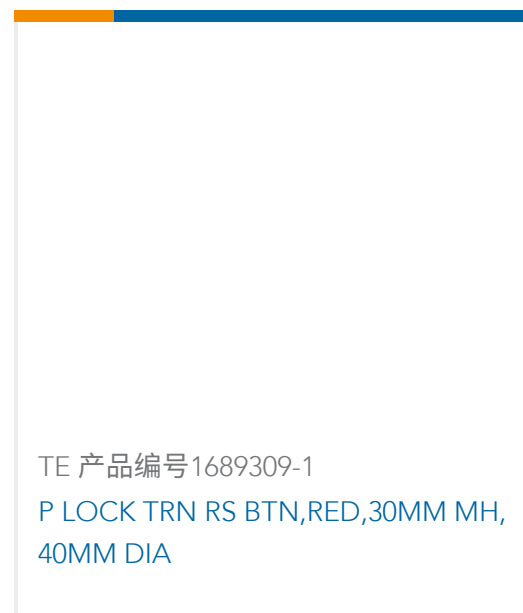 TE 产品编号1689309-1
P LOCK TRN RS BTN,RED,30MM MH,
40MM DIA